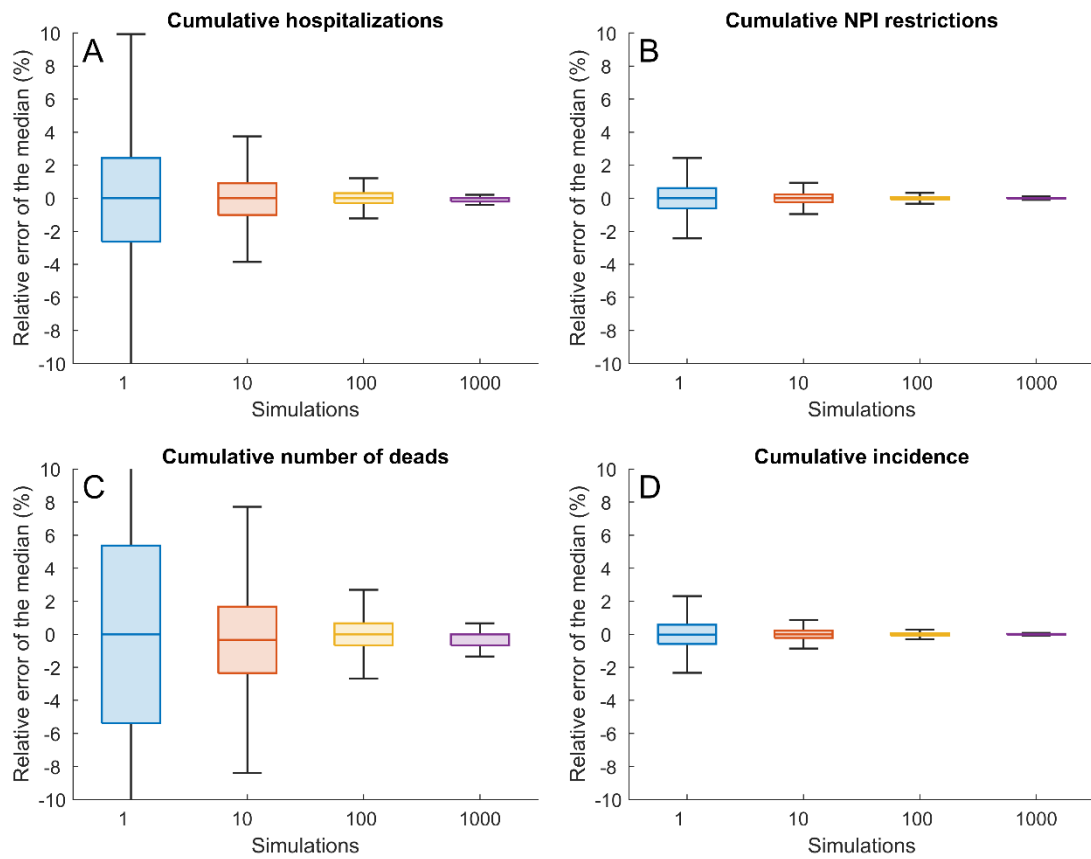 Cumulative hospitalizations
A
Relative error of the median (%)
10
8
6
4
2
0
-2
-4
-6
-8
-10
1 10 100 1000
Simulations
Cumulative NPI restrictions
B
Relative error of the median (%)
10
8
6
4
2
0
-2
-4
-6
-8
-10
1 10 100 1000
Simulations
Cumulative number of deads
C
Relative error of the median (%)
10
8
6
4
2
0
-2
-4
-6
-8
-10
1 10 100 1000
Simulations
Cumulative incidence
D
Relative error of the median (%)
10
8
6
4
2
0
-2
-4
-6
-8
-10
1 10 100 1000
Simulations